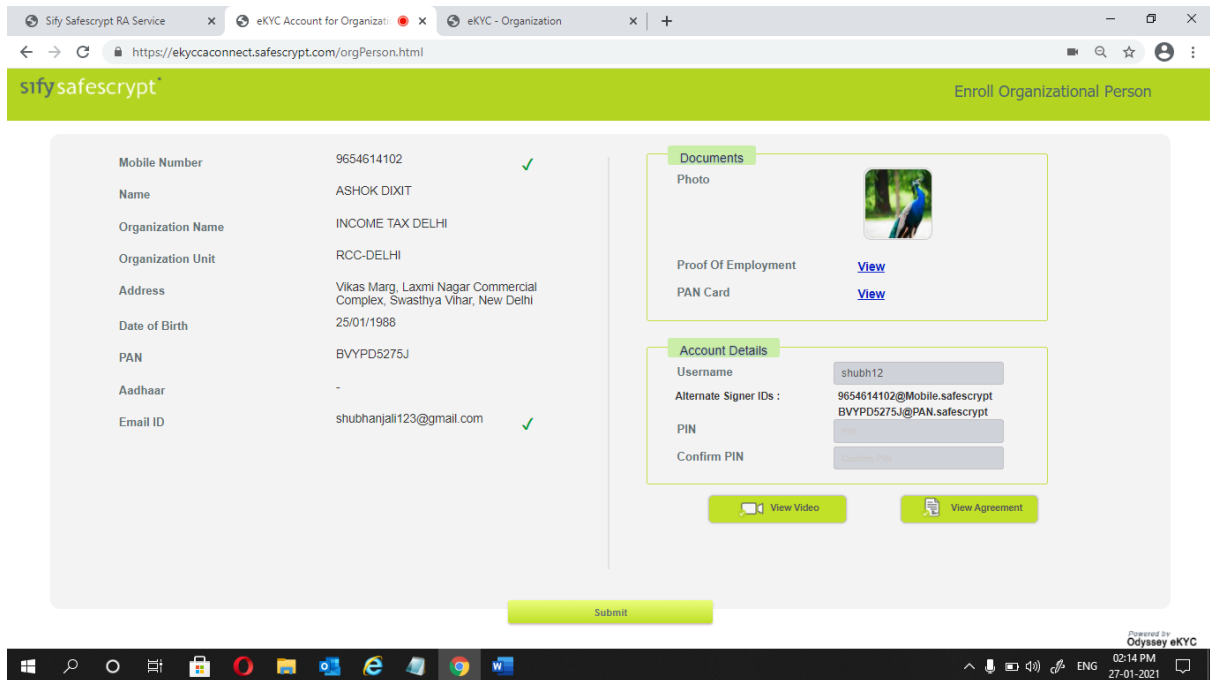 Sify Safescrypt RA Service
eKYC Account for Organizati
eKYC - Organization
https://ekyccaconnect.safescrypt.com/orgPerson.html
sify safescrypt
Enroll Organizational Person
Mobile Number 9654614102
Name ASHOK DIXIT
Organization Name INCOME TAX DELHI
Organization Unit RCC-DELHI
Address Vikas Marg, Laxmi Nagar Commercial
Complex, Swasthya Vihar, New Delhi
Date of Birth 25/01/1988
PAN BVYPD5275J
Aadhaar -
Email ID shubhanjali123@gmail.com
Documents
Photo
Proof Of Employment View
PAN Card View
Account Details
Username shubh12
Alternate Signer IDs : 9654614102@Mobile.safescrypt
BVYPD5275J@PAN.safescrypt
PIN PIN
Confirm PIN Confirm PIN
View Video
View Agreement
Submit
Powered by
Odyssey eKYC
ENG
02:14 PM
27-01-2021